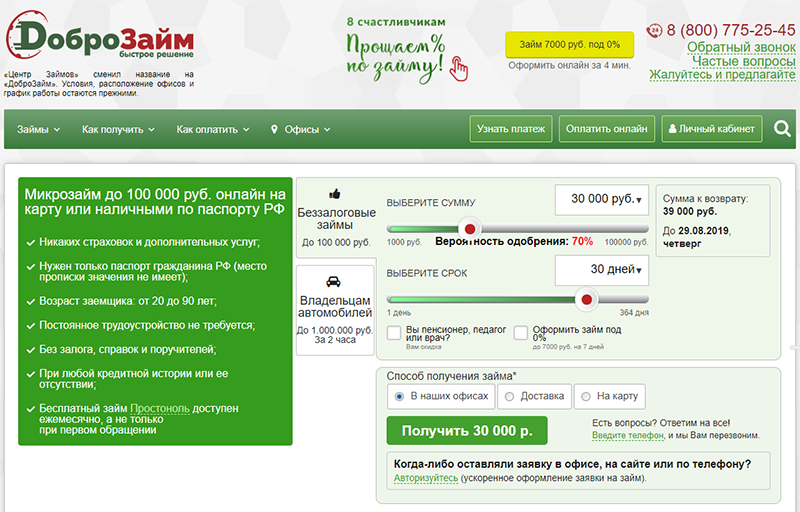 ДоброЗайм
быстрое решение
«Центр Займов» сменил название на
«ДоброЗайм». Условия, расположение офисов и
график работы остаются прежними.
8 счастливчикам
Прощаем%
по займу!
Займ 7000 руб. под 0%
Оформить онлайн за 4 мин.
24
8 (800) 775-25-45
Обратный звонок
Частые вопросы
Жалуйтесь и предлагайте
Займы
Как получить
Как оплатить
Офисы
Узнать платеж
Оплатить онлайн
Личный кабинет
Микрозайм до 100 000 руб. онлайн на
карту или наличными по паспорту РФ
Никаких страховок и дополнительных услуг;
Нужен только паспорт гражданина РФ (место
прописки значения не имеет);
Возраст заемщика: от 20 до 90 лет;
Постоянное трудоустройство не требуется;
Без залога, справок и поручителей;
При любой кредитной истории или ее
отсутствии;
Бесплатный займ Простоноль доступен
ежемесячно, а не только
при первом обращении
Беззалоговые
займы
До 100 000 руб.
Владельцам
автомобилей
До 1.000.000 руб.
За 2 часа
ВЫБЕРИТЕ СУММУ
30 000 руб.
1000 руб.
Вероятность одобрения: 70%
100000 руб.
ВЫБЕРИТЕ СРОК
30 дней
1 день
364 дня
Вы пенсионер, педагог
или врач?
Вам скидка
Оформить займ под
0%
до 7000 руб. на 7 дней
Сумма к возврату:
39 000 руб.
До 29.08.2019,
четверг
Способ получения займа*
В наших офисах
Доставка
На карту
Получить 30 000 р.
Есть вопросы? Ответим на все!
Введите телефон, и мы Вам перезвоним.
Когда-либо оставляли заявку в офисе, на сайте или по телефону?
Авторизуйтесь (ускоренное оформление заявки на займ).